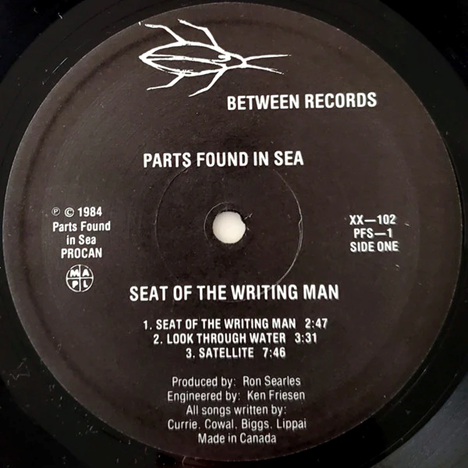 BETWEEN RECORDS
PARTS FOUND IN SEA
℗ © 1984
Parts Found
in Sea
PROCAN
M A
P L
XX—102
PFS—1
SIDE ONE
SEAT OF THE WRITING MAN
1. SEAT OF THE WRITING MAN 2:47
2. LOOK THROUGH WATER 3:31
3. SATELLITE 7:46
Produced by: Ron Searles
Engineered by: Ken Friesen
All songs written by:
Currie. Cowal. Biggs. Lippai
Made in Canada